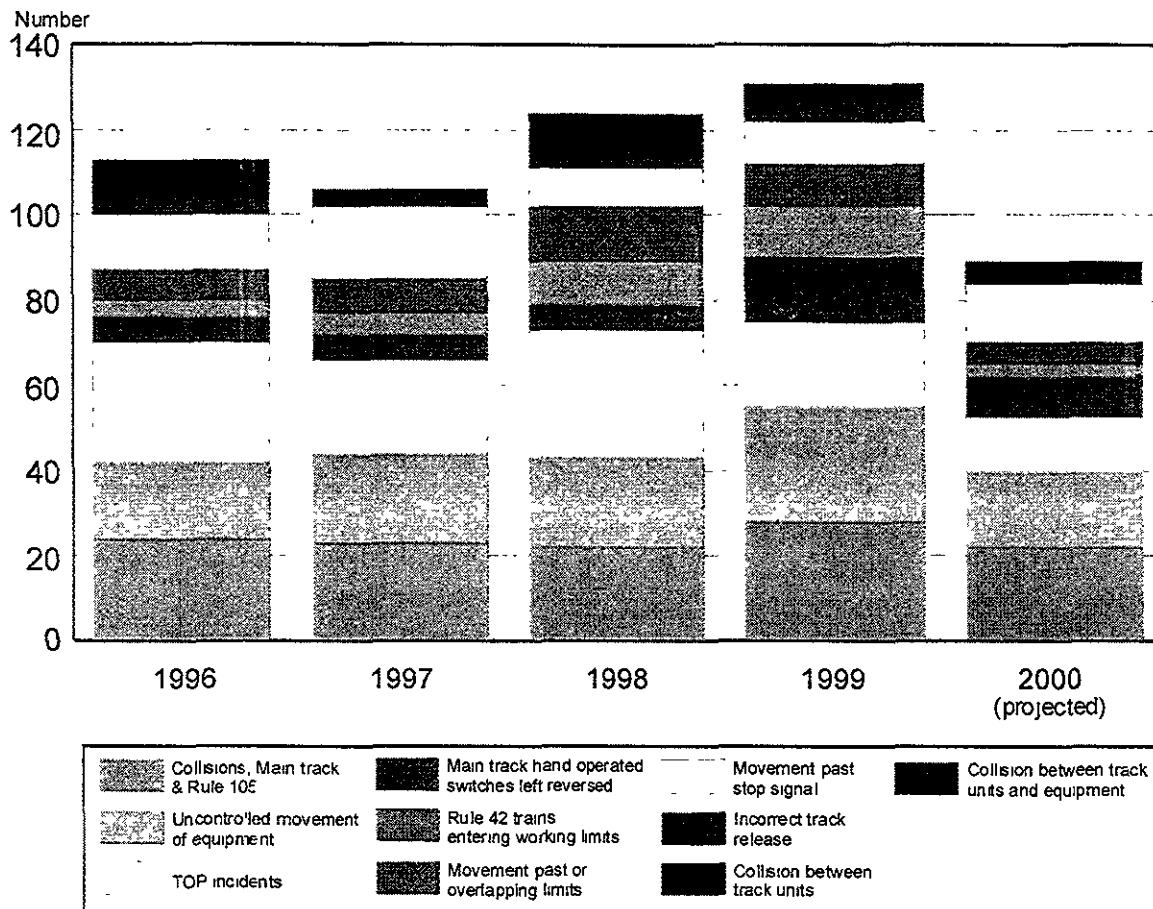 Number
140
120
100
80
60
40
20
0
1996
1997
1998
1999
2000
(projected)
Collisions, Main track
& Rule 105
Uncontrolled movement
of equipment
TOP incidents
Main track hand operated
switches left reversed
Rule 42 trains
entering working limits
Movement past or
overlapping limits
Movement past
stop signal
Incorrect track
release
Collision between
track units
Collision between track
units and equipment